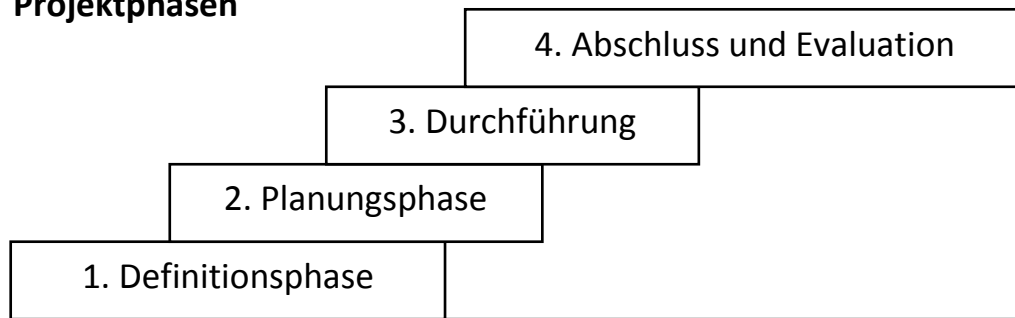 Projektphasen
4. Abschluss und Evaluation
3. Durchführung
2. Planungsphase
1. Definitionsphase